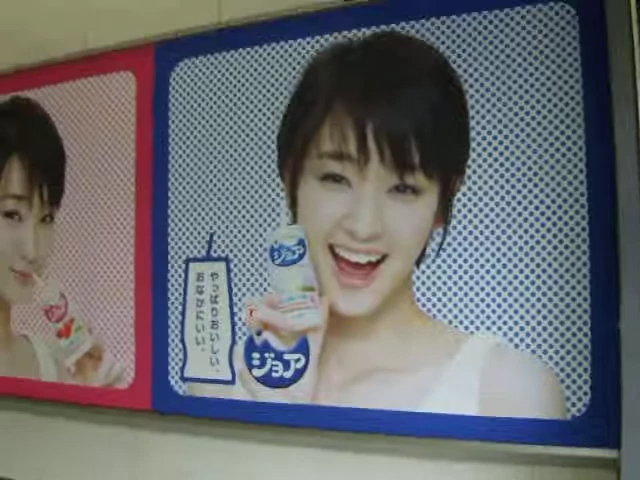 ジョア
やっぱりおいしい、
おなかにいい。
ジョア